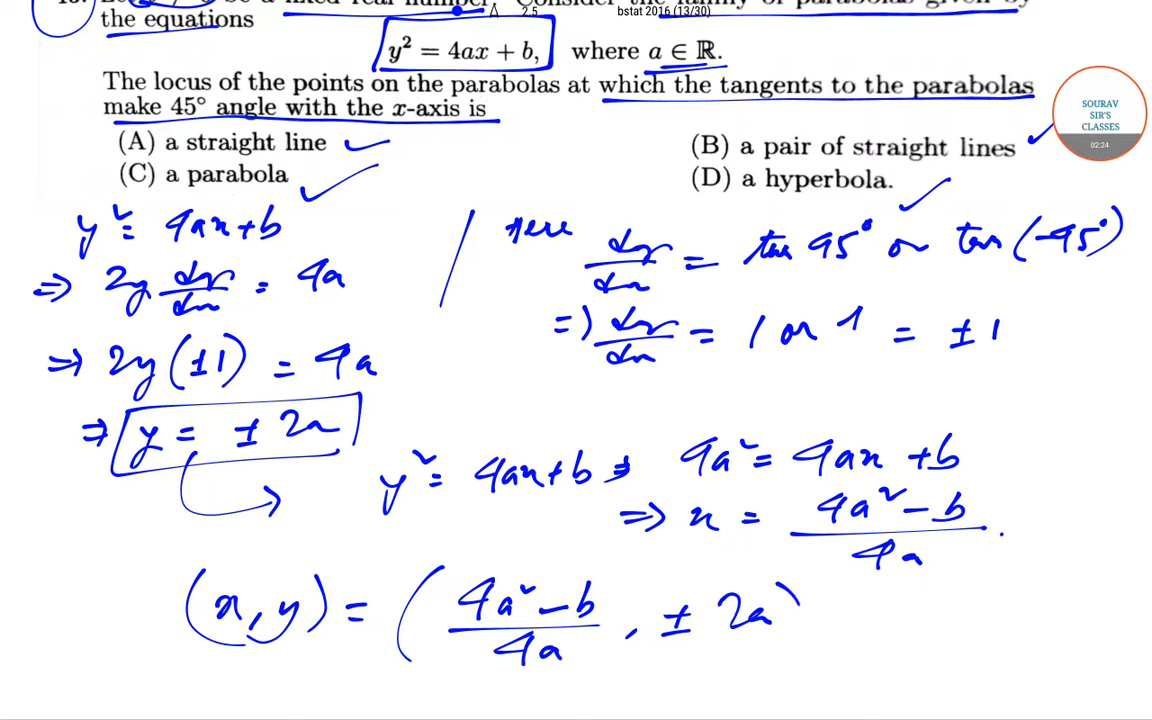 bstat 2016 (13/30)
2.5
the equations
y² = 4ax + b, where a ∈ ℝ.
The locus of the points on the parabolas at which the tangents to the parabolas
make 45° angle with the x-axis is
(A) a straight line
(B) a pair of straight lines
(C) a parabola
(D) a hyperbola.
SOURAV
SIR'S
CLASSES
02:24
y² = 4ax + b
⇒ 2y dy/dx = 4a
⇒ 2y (±1) = 4a
⇒ y = ± 2a
Here dy/dx = tan 45° or tan (-45°)
⇒ dy/dx = 1 or -1 = ±1
y² = 4ax + b ⇒ 4a² = 4ax + b
⇒ x = (4a² - b)/4a .
(x, y) = ( (4a² - b)/4a , ± 2a )